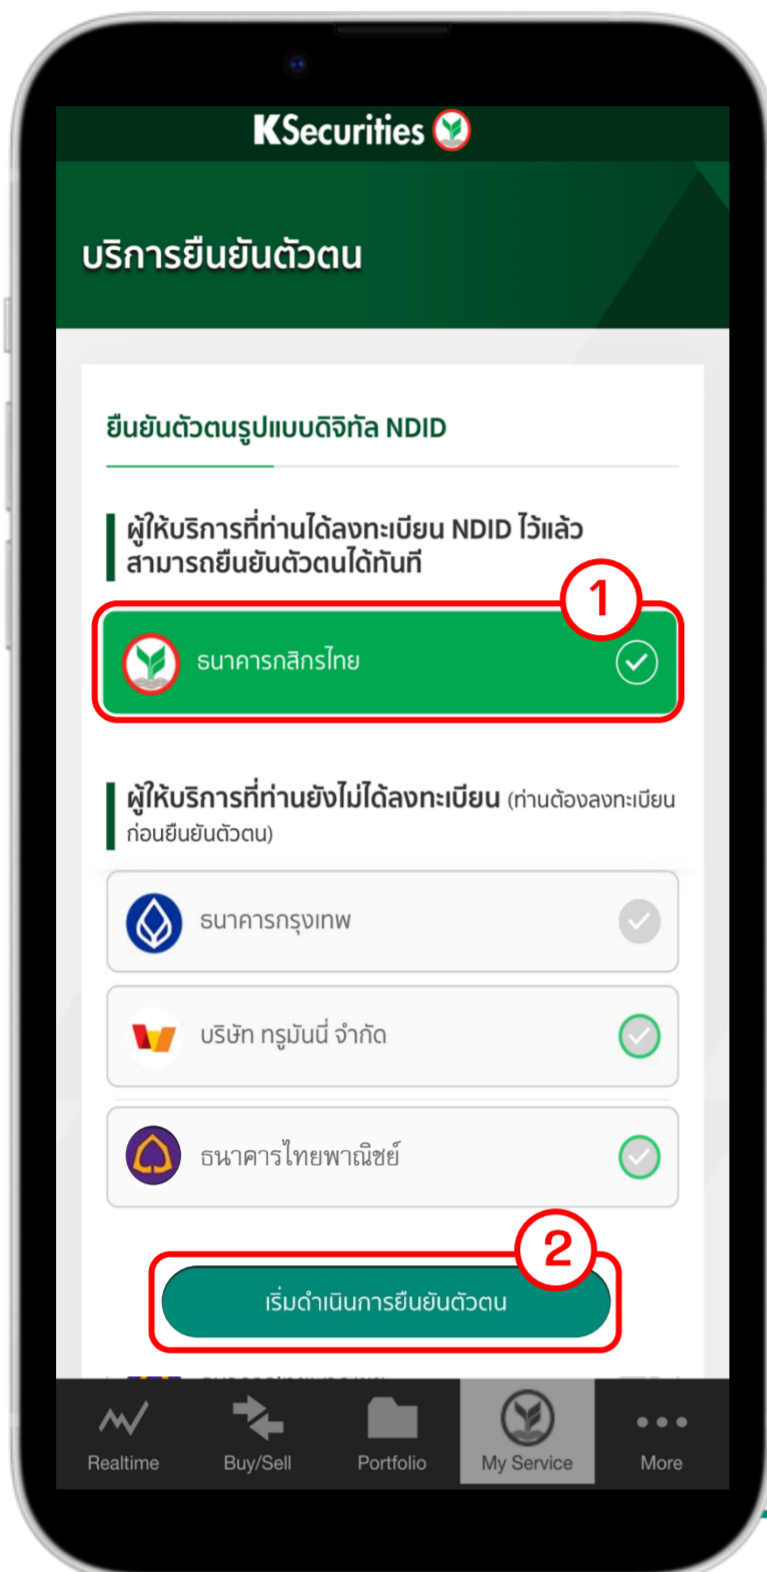 KSecurities
บริการยืนยันตัวตน
ยืนยันตัวตนรูปแบบดิจิทัล NDID
ผู้ให้บริการที่ท่านได้ลงทะเบียน NDID ไว้แล้ว
สามารถยืนยันตัวตนได้ทันที
1
ธนาคารกสิกรไทย
ผู้ให้บริการที่ท่านยังไม่ได้ลงทะเบียน (ท่านต้องลงทะเบียน
ก่อนยืนยันตัวตน)
ธนาคารกรุงเทพ
บริษัท ทรูมันนี่ จำกัด
ธนาคารไทยพาณิชย์
2
เริ่มดำเนินการยืนยันตัวตน
Realtime Buy/Sell Portfolio My Service More